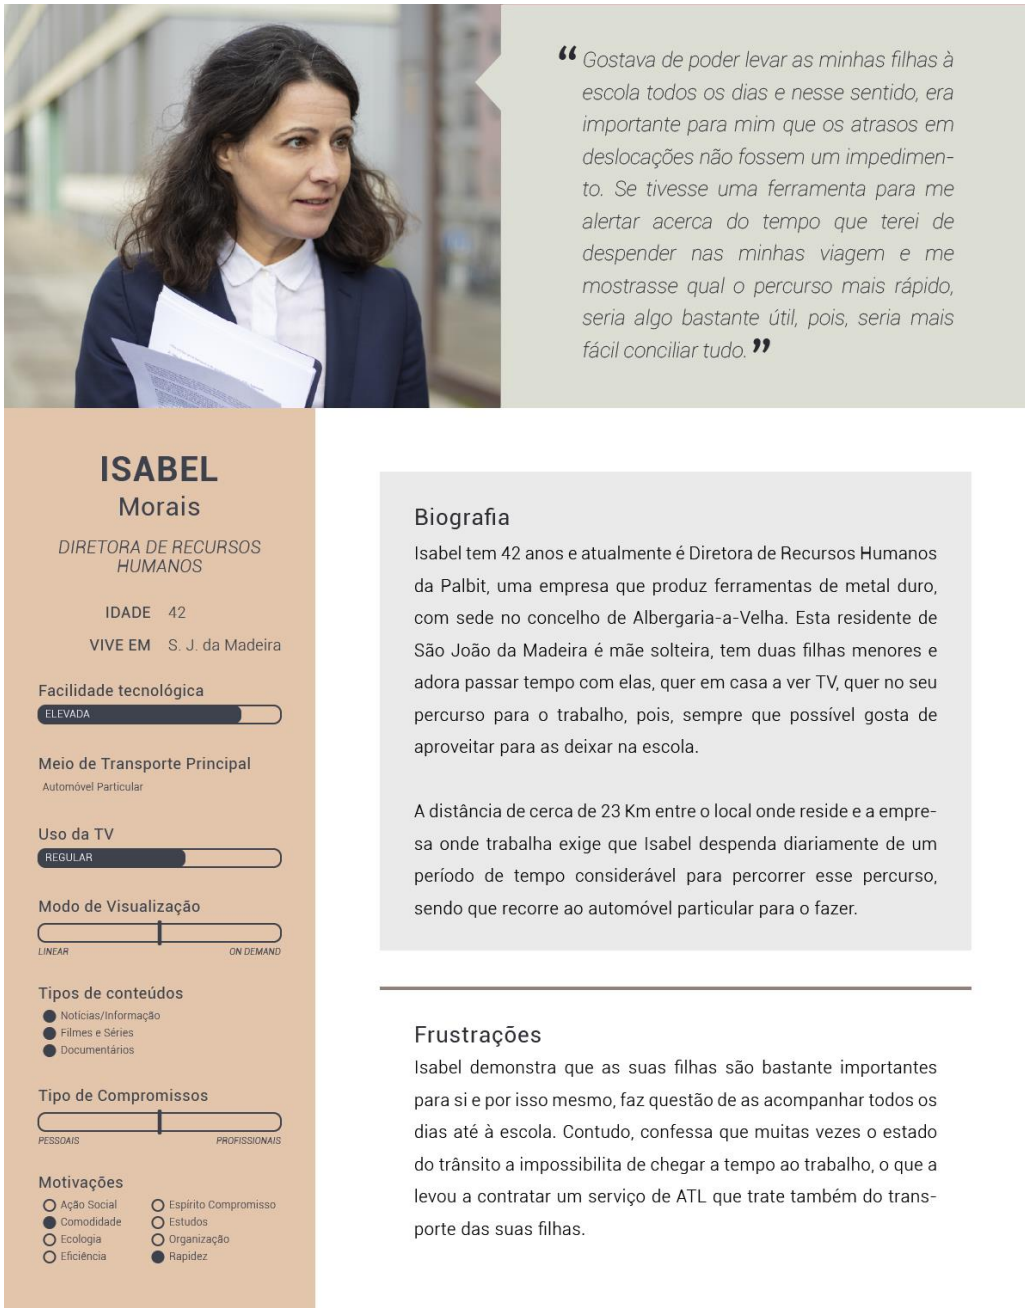 “ Gostava de poder levar as minhas filhas à
escola todos os dias e nesse sentido, era
importante para mim que os atrasos em
deslocações não fossem um impedimen-
to. Se tivesse uma ferramenta para me
alertar acerca do tempo que terei de
despender nas minhas viagem e me
mostrasse qual o percurso mais rápido,
seria algo bastante útil, pois, seria mais
fácil conciliar tudo. ”
ISABEL
Morais
DIRETORA DE RECURSOS
HUMANOS
IDADE 42
VIVE EM S. J. da Madeira
Facilidade tecnológica
ELEVADA
Meio de Transporte Principal
Automóvel Particular
Uso da TV
REGULAR
Modo de Visualização
LINEAR ON DEMAND
Tipos de conteúdos
Notícias/Informação
Filmes e Séries
Documentários
Tipo de Compromissos
PESSOAIS PROFISSIONAIS
Motivações
Ação Social Espírito Compromisso
Comodidade Estudos
Ecologia Organização
Eficiência Rapidez
Biografia
Isabel tem 42 anos e atualmente é Diretora de Recursos Humanos
da Palbit, uma empresa que produz ferramentas de metal duro,
com sede no concelho de Albergaria-a-Velha. Esta residente de
São João da Madeira é mãe solteira, tem duas filhas menores e
adora passar tempo com elas, quer em casa a ver TV, quer no seu
percurso para o trabalho, pois, sempre que possível gosta de
aproveitar para as deixar na escola.
A distância de cerca de 23 Km entre o local onde reside e a empre-
sa onde trabalha exige que Isabel despenda diariamente de um
período de tempo considerável para percorrer esse percurso,
sendo que recorre ao automóvel particular para o fazer.
Frustrações
Isabel demonstra que as suas filhas são bastante importantes
para si e por isso mesmo, faz questão de as acompanhar todos os
dias até à escola. Contudo, confessa que muitas vezes o estado
do trânsito a impossibilita de chegar a tempo ao trabalho, o que a
levou a contratar um serviço de ATL que trate também do trans-
porte das suas filhas.